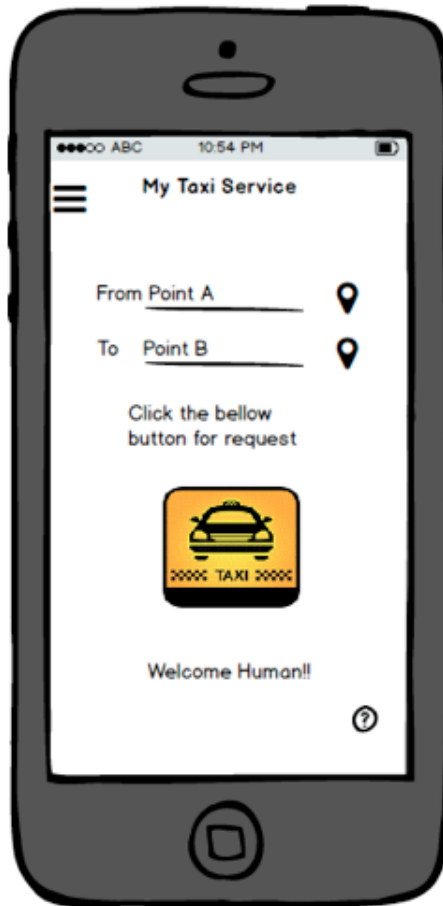 ABC 10:54 PM
My Taxi Service
From Point A
To Point B
Click the bellow
button for request
TAXI
Welcome Human!!
?